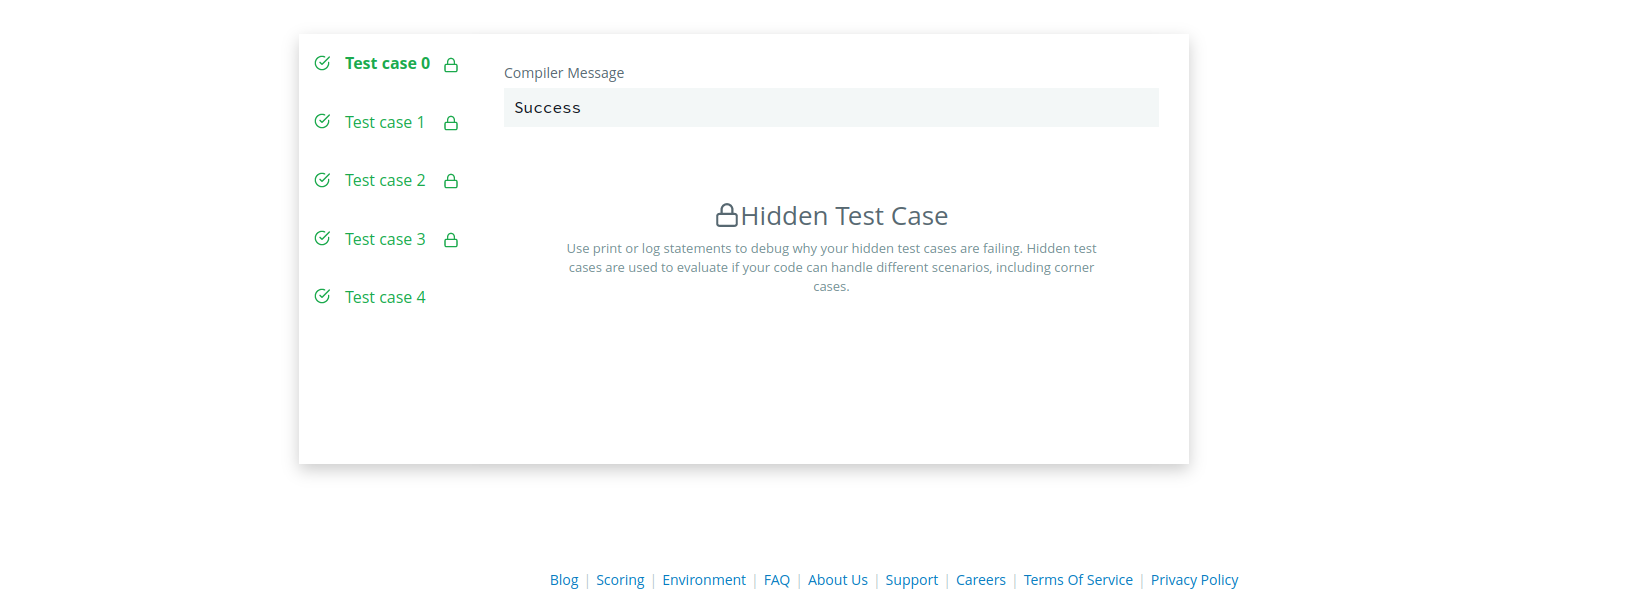 Test case 0
Test case 1
Test case 2
Test case 3
Test case 4
Compiler Message
Success
Hidden Test Case
Use print or log statements to debug why your hidden test cases are failing. Hidden test
cases are used to evaluate if your code can handle different scenarios, including corner
cases.
Blog | Scoring | Environment | FAQ | About Us | Support | Careers | Terms Of Service | Privacy Policy